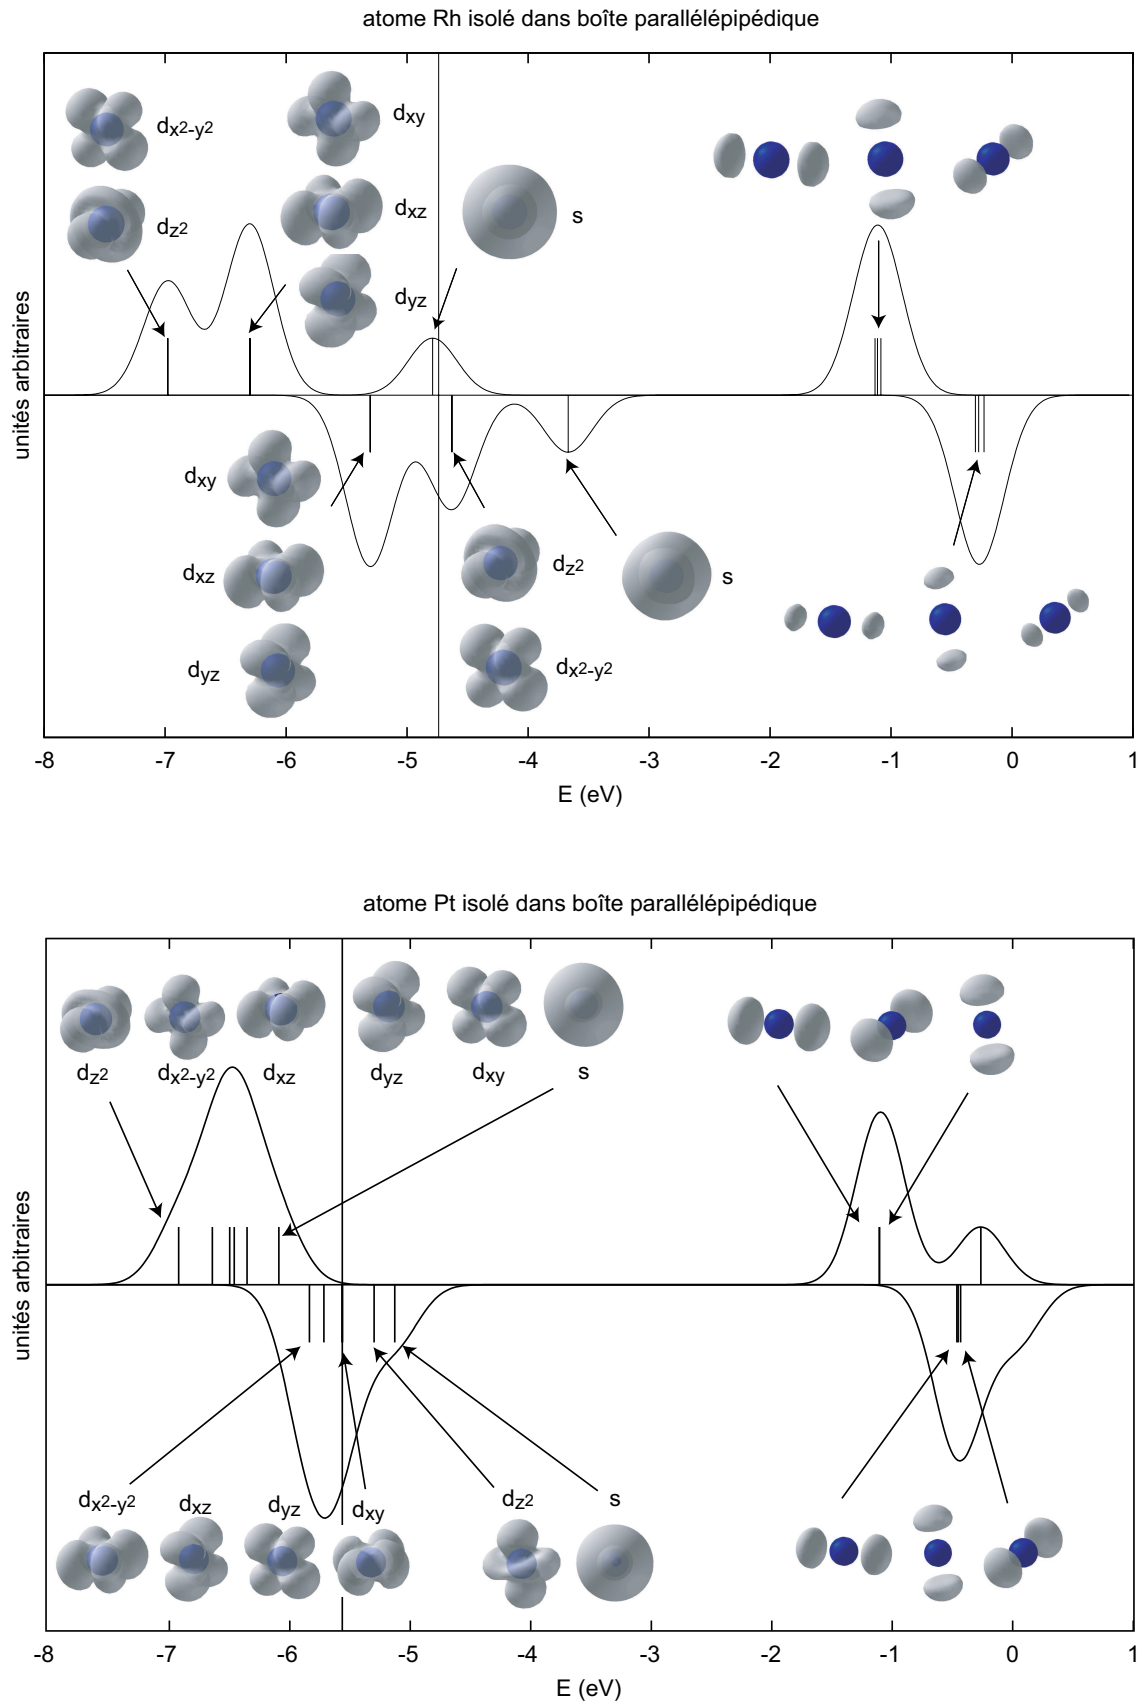 atome Rh isolé dans boîte parallélépipédique
dx2-y2
dxy
dz2
dxz
s
dyz
unités arbitraires
dxy
dxz
dz2
s
dyz
dx2-y2
-8 -7 -6 -5 -4 -3 -2 -1 0 1
E (eV)
atome Pt isolé dans boîte parallélépipédique
dz2 dx2-y2 dxz dyz dxy s
unités arbitraires
dx2-y2 dxz dyz dxy dz2 s
-8 -7 -6 -5 -4 -3 -2 -1 0 1
E (eV)